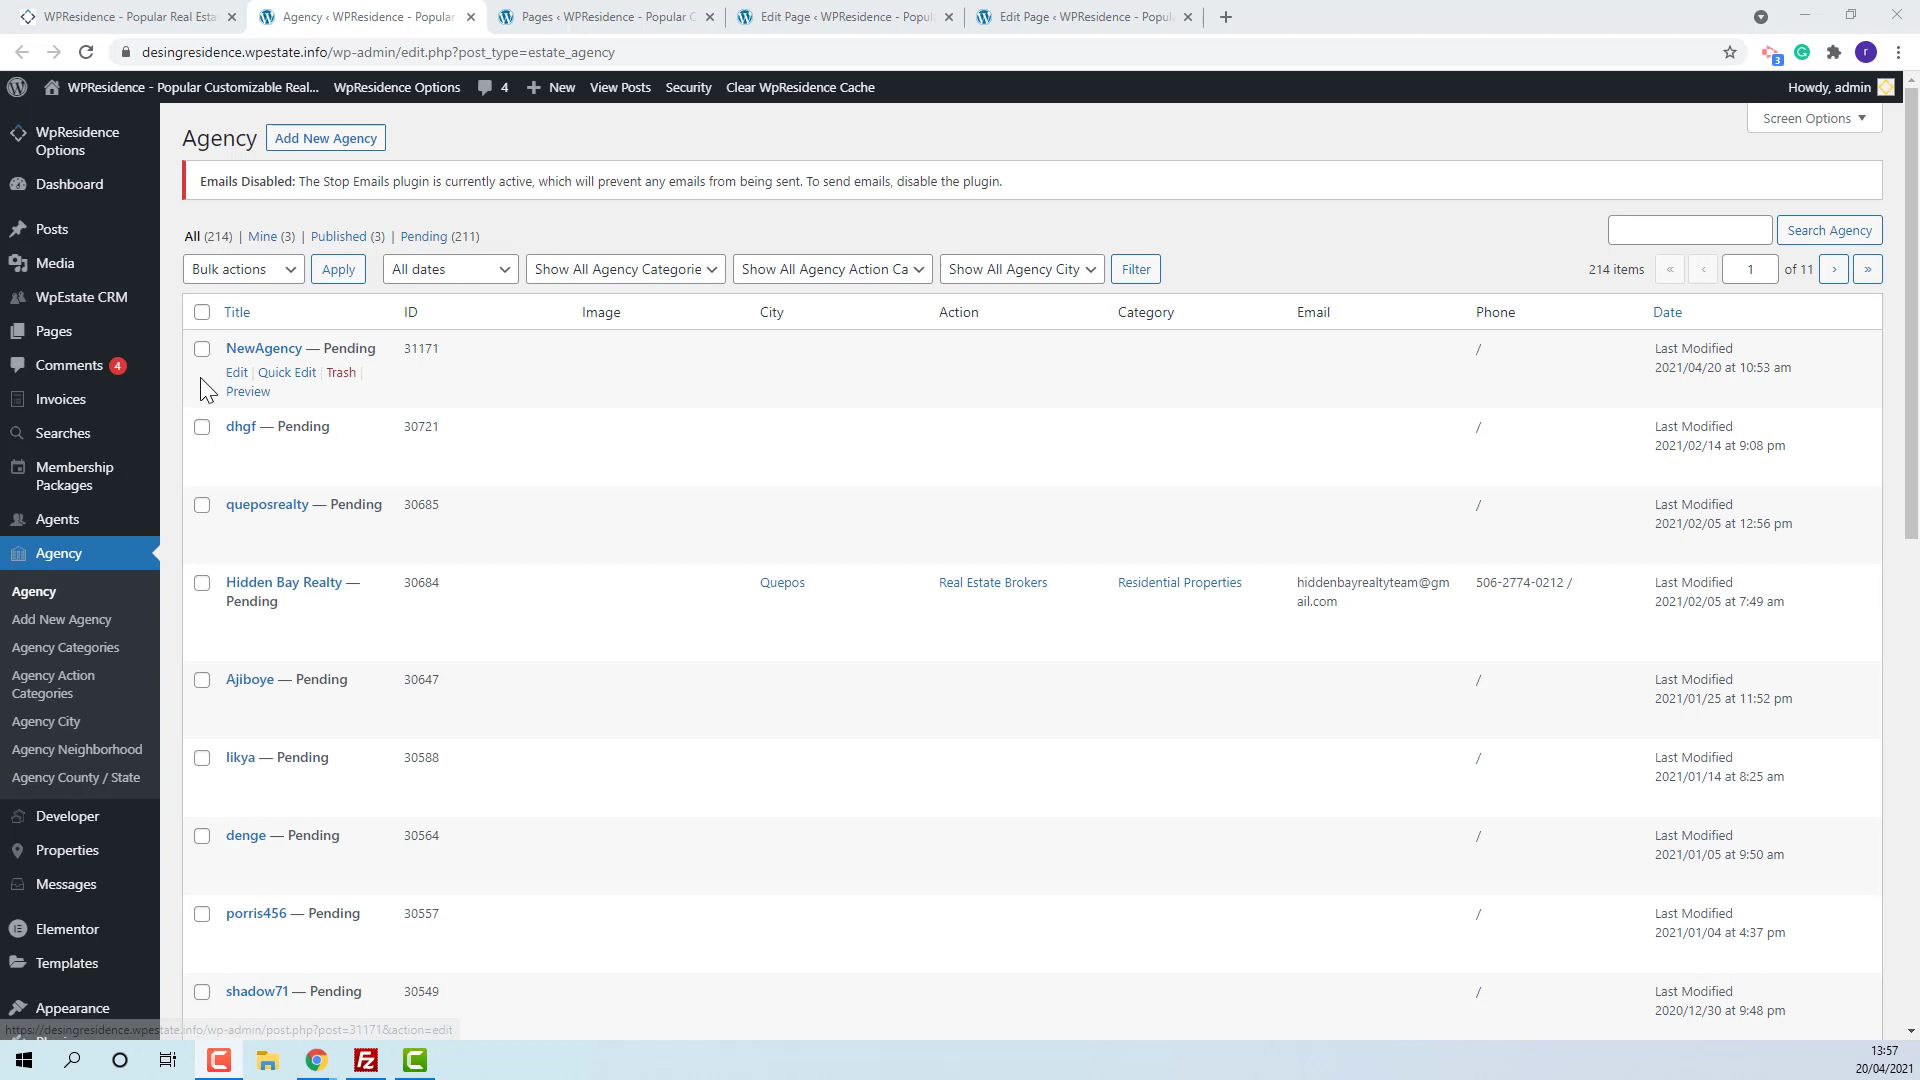 WPResidence - Popular Real Esta
Agency ‹ WPResidence - Popular
Pages ‹ WPResidence - Popular C
Edit Page ‹ WPResidence - Popul
Edit Page ‹ WPResidence - Popul
desingresidence.wpestate.info/wp-admin/edit.php?post_type=estate_agency
3
r
WPResidence - Popular Customizable Real... WPResidence Options 4 New View Posts Security Clear WpResidence Cache Howdy, admin
WpResidence
Options
Dashboard
Posts
Media
WpEstate CRM
Pages
Comments 4
Invoices
Searches
Membership
Packages
Agents
Agency
Agency
Add New Agency
Agency Categories
Agency Action
Categories
Agency City
Agency Neighborhood
Agency County / State
Developer
Properties
Messages
Elementor
Templates
Appearance
Screen Options
Agency Add New Agency
Emails Disabled: The Stop Emails plugin is currently active, which will prevent any emails from being sent. To send emails, disable the plugin.
All (214) | Mine (3) | Published (3) | Pending (211)
Search Agency
Bulk actions Apply All dates Show All Agency Categorie Show All Agency Action Ca Show All Agency City Filter 214 items « ‹ 1 of 11 › »
Title ID Image City Action Category Email Phone Date
NewAgency — Pending 31171 / Last Modified
2021/04/20 at 10:53 am
Edit | Quick Edit | Trash |
Preview
dhgf — Pending 30721 / Last Modified
2021/02/14 at 9:08 pm
queposrealty — Pending 30685 / Last Modified
2021/02/05 at 12:56 pm
Hidden Bay Realty — 30684 Quepos Real Estate Brokers Residential Properties hiddenbayrealtyteam@gm 506-2774-0212 / Last Modified
Pending ail.com 2021/02/05 at 7:49 am
Ajiboye — Pending 30647 / Last Modified
2021/01/25 at 11:52 pm
likya — Pending 30588 / Last Modified
2021/01/14 at 8:25 am
denge — Pending 30564 / Last Modified
2021/01/05 at 9:50 am
porris456 — Pending 30557 / Last Modified
2021/01/04 at 4:37 pm
shadow71 — Pending 30549 / Last Modified
2020/12/30 at 9:48 pm
https://desingresidence.wpestate.info/wp-admin/post.php?post=31171&action=edit
13:57
20/04/2021